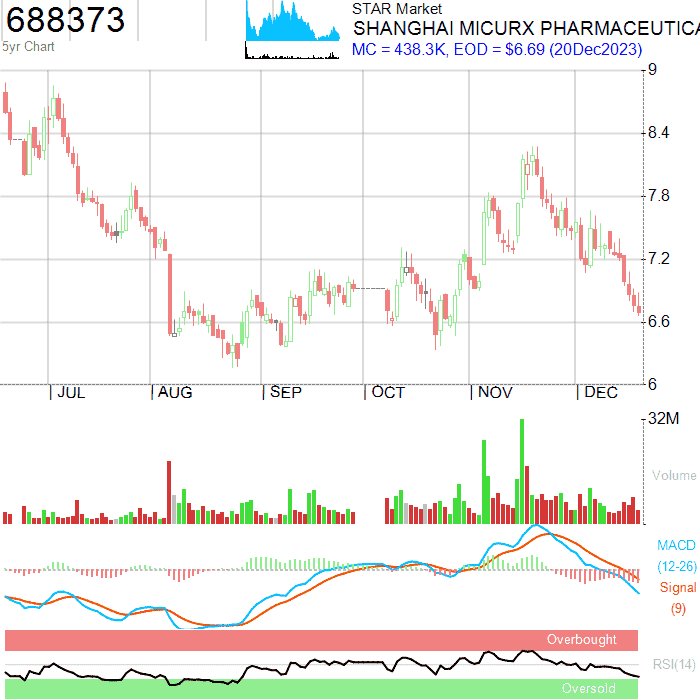 688373
5yr Chart
STAR Market
SHANGHAI MICURX PHARMACEUTICA
MC = 438.3K, EOD = $6.69 (20Dec2023)
9
8.4
7.8
7.2
6.6
6
JUL AUG SEP OCT NOV DEC
32M
Volume
MACD
(12-26)
Signal
(9)
Overbought
RSI(14)
Oversold